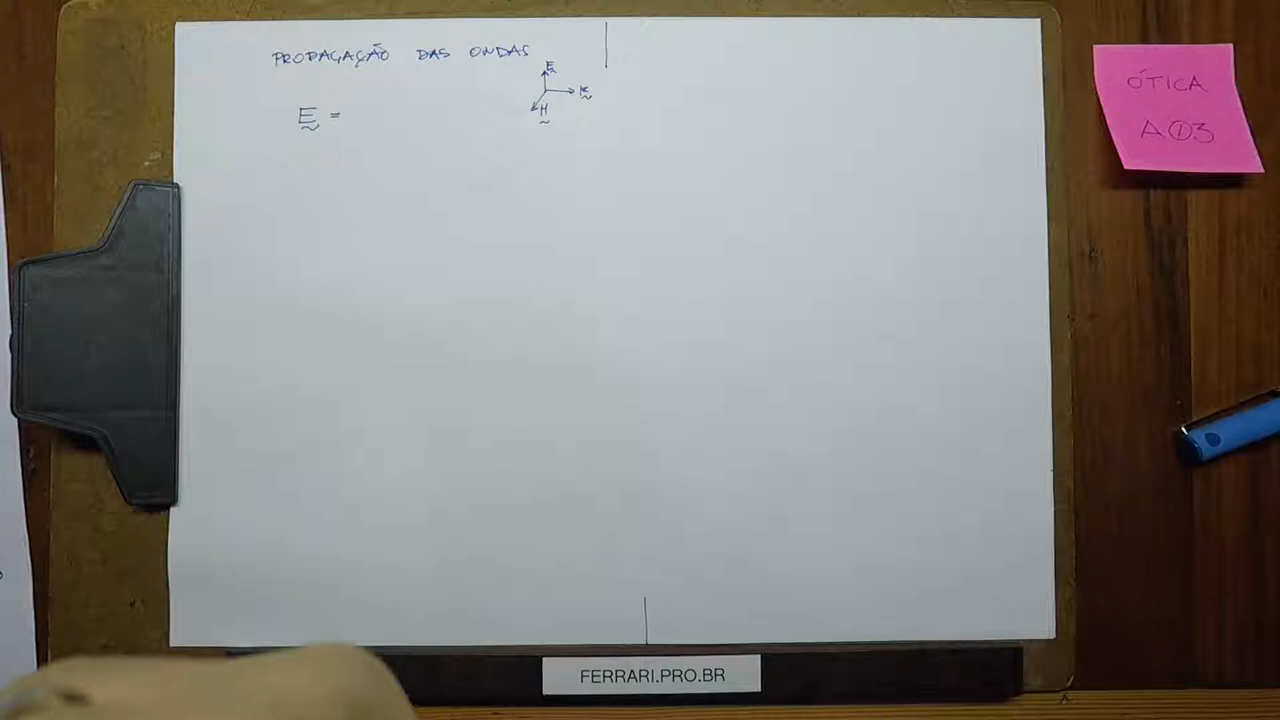 PROPAGAÇÃO DAS ONDAS
E
K
H
E =
ÓTICA
A03
FERRARI.PRO.BR